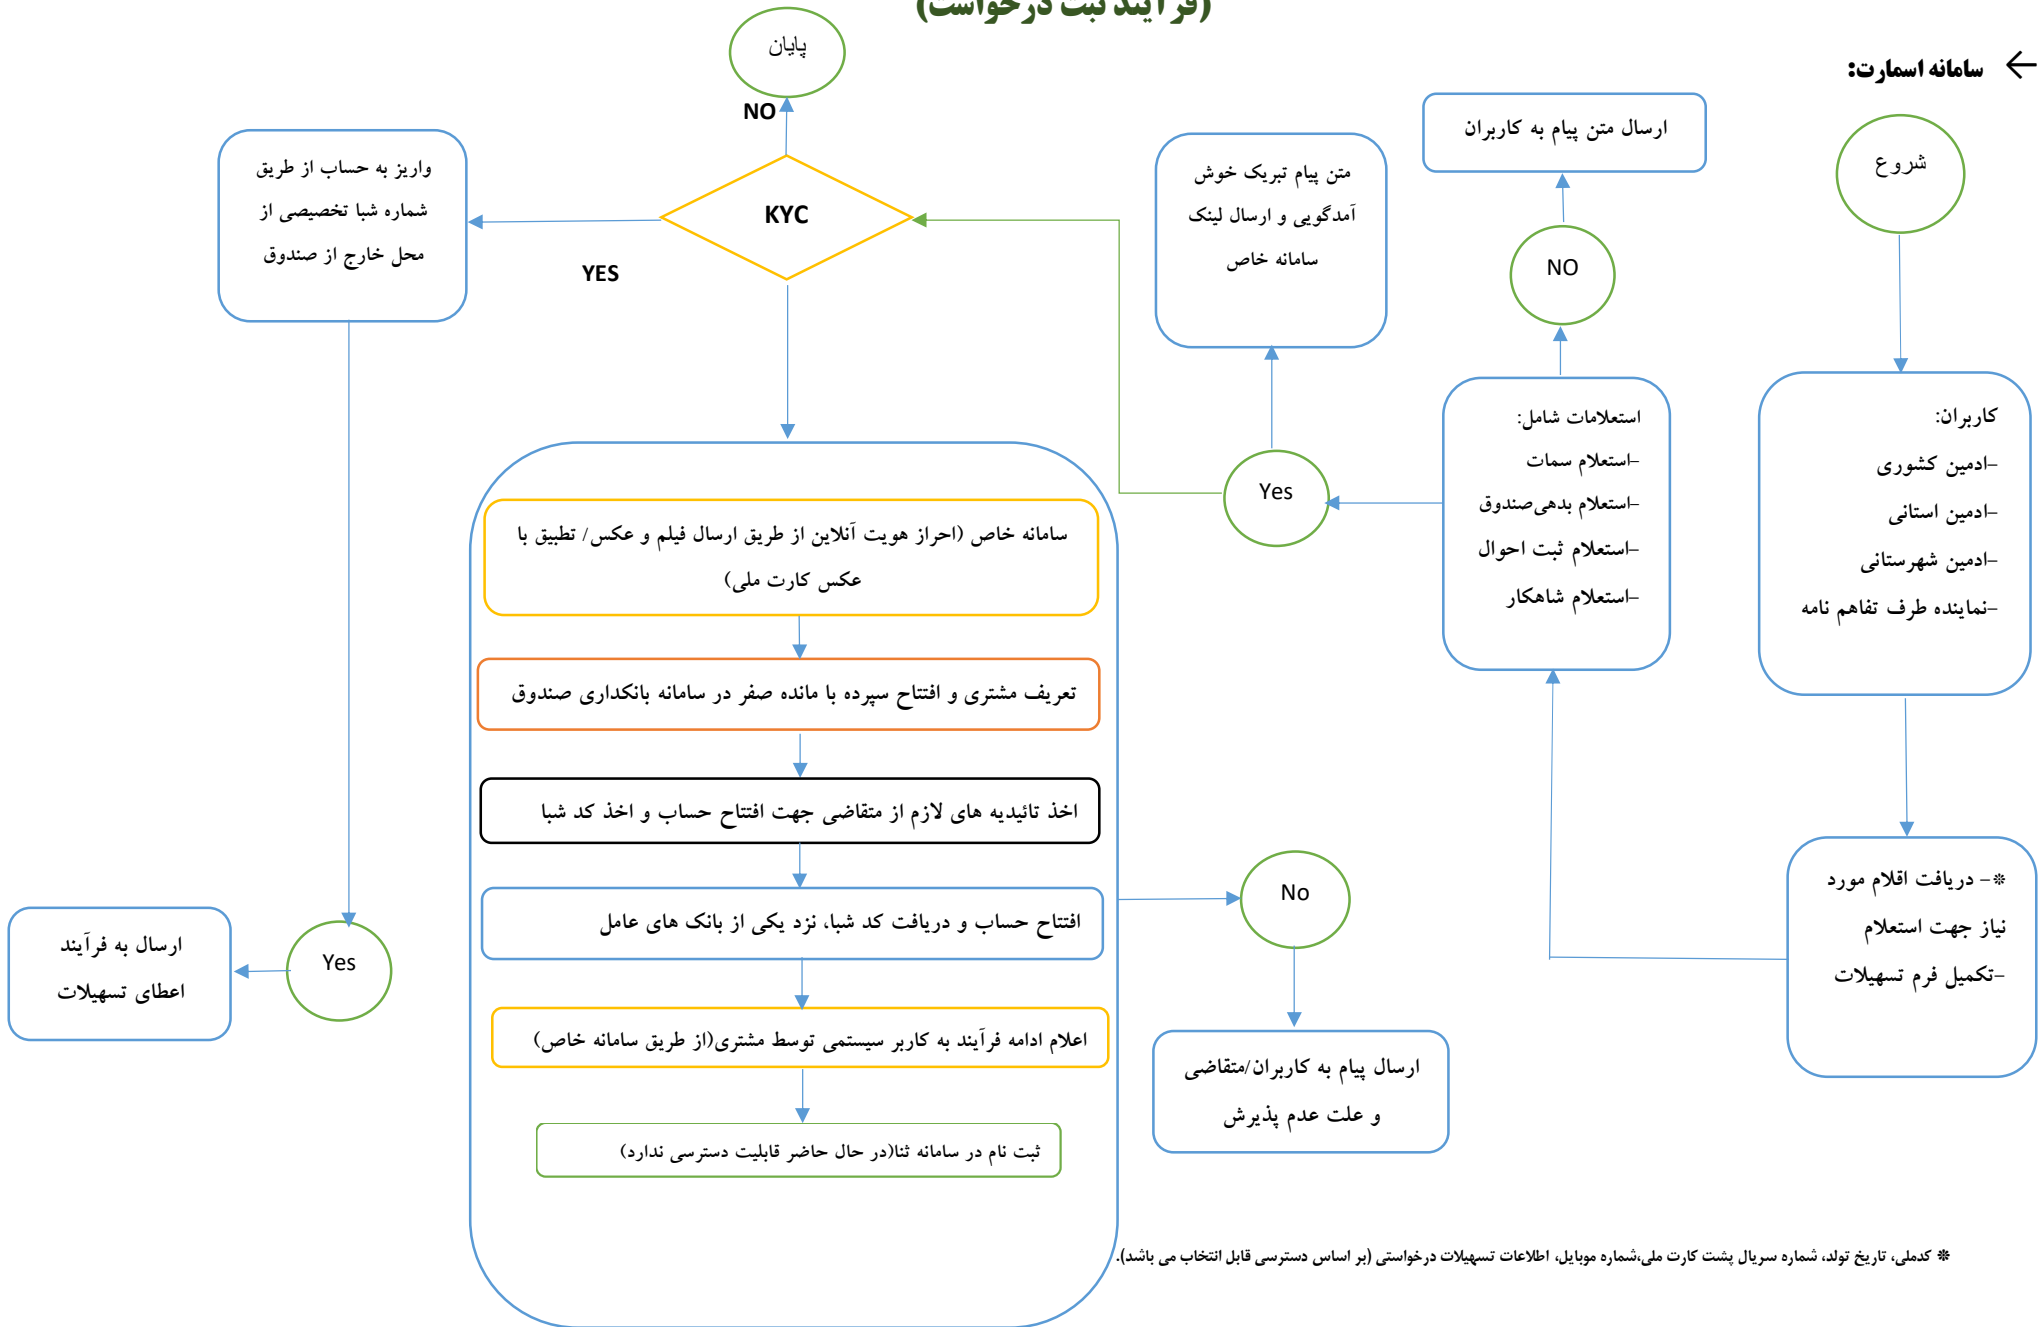 (فرآیند ثبت درخواست)
← سامانه اسمارت:
شروع
کاربران:
-ادمین کشوری
-ادمین استانی
-ادمین شهرستانی
-نماینده طرف تفاهم نامه
*- دریافت اقلام مورد
نیاز جهت استعلام
-تکمیل فرم تسهیلات
استعلامات شامل:
-استعلام سمات
-استعلام بدهی صندوق
-استعلام ثبت احوال
-استعلام شاهکار
NO
ارسال متن پیام به کاربران
Yes
متن پیام تبریک خوش
آمدگویی و ارسال لینک
سامانه خاص
KYC
NO
پایان
YES
واریز به حساب از طریق
شماره شبا تخصیصی از
محل خارج از صندوق
Yes
ارسال به فرآیند
اعطای تسهیلات
سامانه خاص (احراز هویت آنلاین از طریق ارسال فیلم و عکس/ تطبیق با
عکس کارت ملی)
تعریف مشتری و افتتاح سپرده با مانده صفر در سامانه بانکداری صندوق
اخذ تائیدیه های لازم از متقاضی جهت افتتاح حساب و اخذ کد شبا
افتتاح حساب و دریافت کد شبا، نزد یکی از بانک های عامل
اعلام ادامه فرآیند به کاربر سیستمی توسط مشتری(از طریق سامانه خاص)
ثبت نام در سامانه ثنا(در حال حاضر قابلیت دسترسی ندارد)
No
ارسال پیام به کاربران/متقاضی
و علت عدم پذیرش
* کدملی، تاریخ تولد، شماره سریال پشت کارت ملی،شماره موبایل، اطلاعات تسهیلات درخواستی (بر اساس دسترسی قابل انتخاب می باشد).